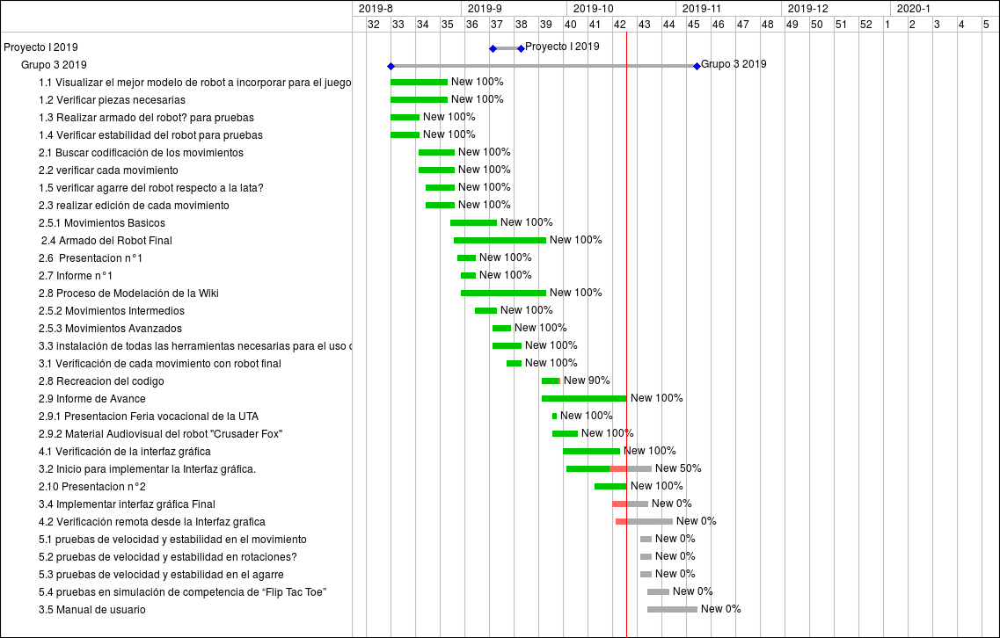 2019-8 2019-9 2019-10 2019-11 2019-12 2020-1
32 33 34 35 36 37 38 39 40 41 42 43 44 45 46 47 48 49 50 51 52 1 2 3 4 5
Proyecto I 2019 Proyecto I 2019
Grupo 3 2019 Grupo 3 2019
1.1 Visualizar el mejor modelo de robot a incorporar para el juego New 100%
1.2 Verificar piezas necesarias New 100%
1.3 Realizar armado del robot? para pruebas New 100%
1.4 Verificar estabilidad del robot para pruebas New 100%
2.1 Buscar codificación de los movimientos New 100%
2.2 verificar cada movimiento New 100%
1.5 verificar agarre del robot respecto a la lata? New 100%
2.3 realizar edición de cada movimiento New 100%
2.5.1 Movimientos Basicos New 100%
2.4 Armado del Robot Final New 100%
2.6 Presentacion n°1 New 100%
2.7 Informe n°1 New 100%
2.8 Proceso de Modelación de la Wiki New 100%
2.5.2 Movimientos Intermedios New 100%
2.5.3 Movimientos Avanzados New 100%
3.3 instalación de todas las herramientas necesarias para el uso New 100%
3.1 Verificación de cada movimiento con robot final New 100%
2.8 Recreacion del codigo New 90%
2.9 Informe de Avance New 100%
2.9.1 Presentacion Feria vocacional de la UTA New 100%
2.9.2 Material Audiovisual del robot "Crusader Fox" New 100%
4.1 Verificación de la interfaz gráfica New 100%
3.2 Inicio para implementar la Interfaz gráfica. New 50%
2.10 Presentacion n°2 New 100%
3.4 Implementar interfaz gráfica Final New 0%
4.2 Verificación remota desde la Interfaz grafica New 0%
5.1 pruebas de velocidad y estabilidad en el movimiento New 0%
5.2 pruebas de velocidad y estabilidad en rotaciones? New 0%
5.3 pruebas de velocidad y estabilidad en el agarre New 0%
5.4 pruebas en simulación de competencia de “Flip Tac Toe” New 0%
3.5 Manual de usuario New 0%